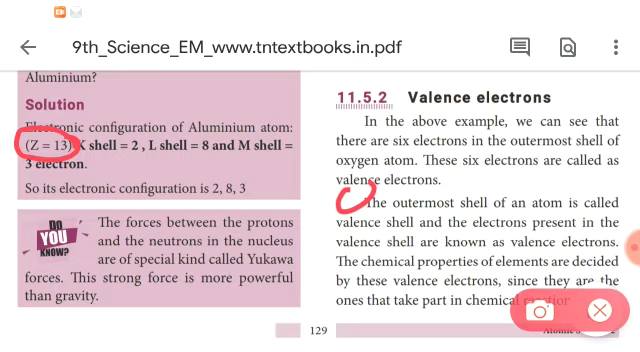 9th_Science_EM_www.tntextbooks.in.pdf
Aluminium?
Solution
Electronic configuration of Aluminium atom:
(Z = 13) K shell = 2 , L shell = 8 and M shell =
3 electron.
So its electronic configuration is 2, 8, 3
DO
YOU
KNOW?
The forces between the protons
and the neutrons in the nucleus
are of special kind called Yukawa
forces. This strong force is more powerful
than gravity.
11.5.2 Valence electrons
In the above example, we can see that
there are six electrons in the outermost shell of
oxygen atom. These six electrons are called as
valence electrons.
The outermost shell of an atom is called
valence shell and the electrons present in the
valence shell are known as valence electrons.
The chemical properties of elements are decided
by these valence electrons, since they are the
ones that take part in chemical reaction
129